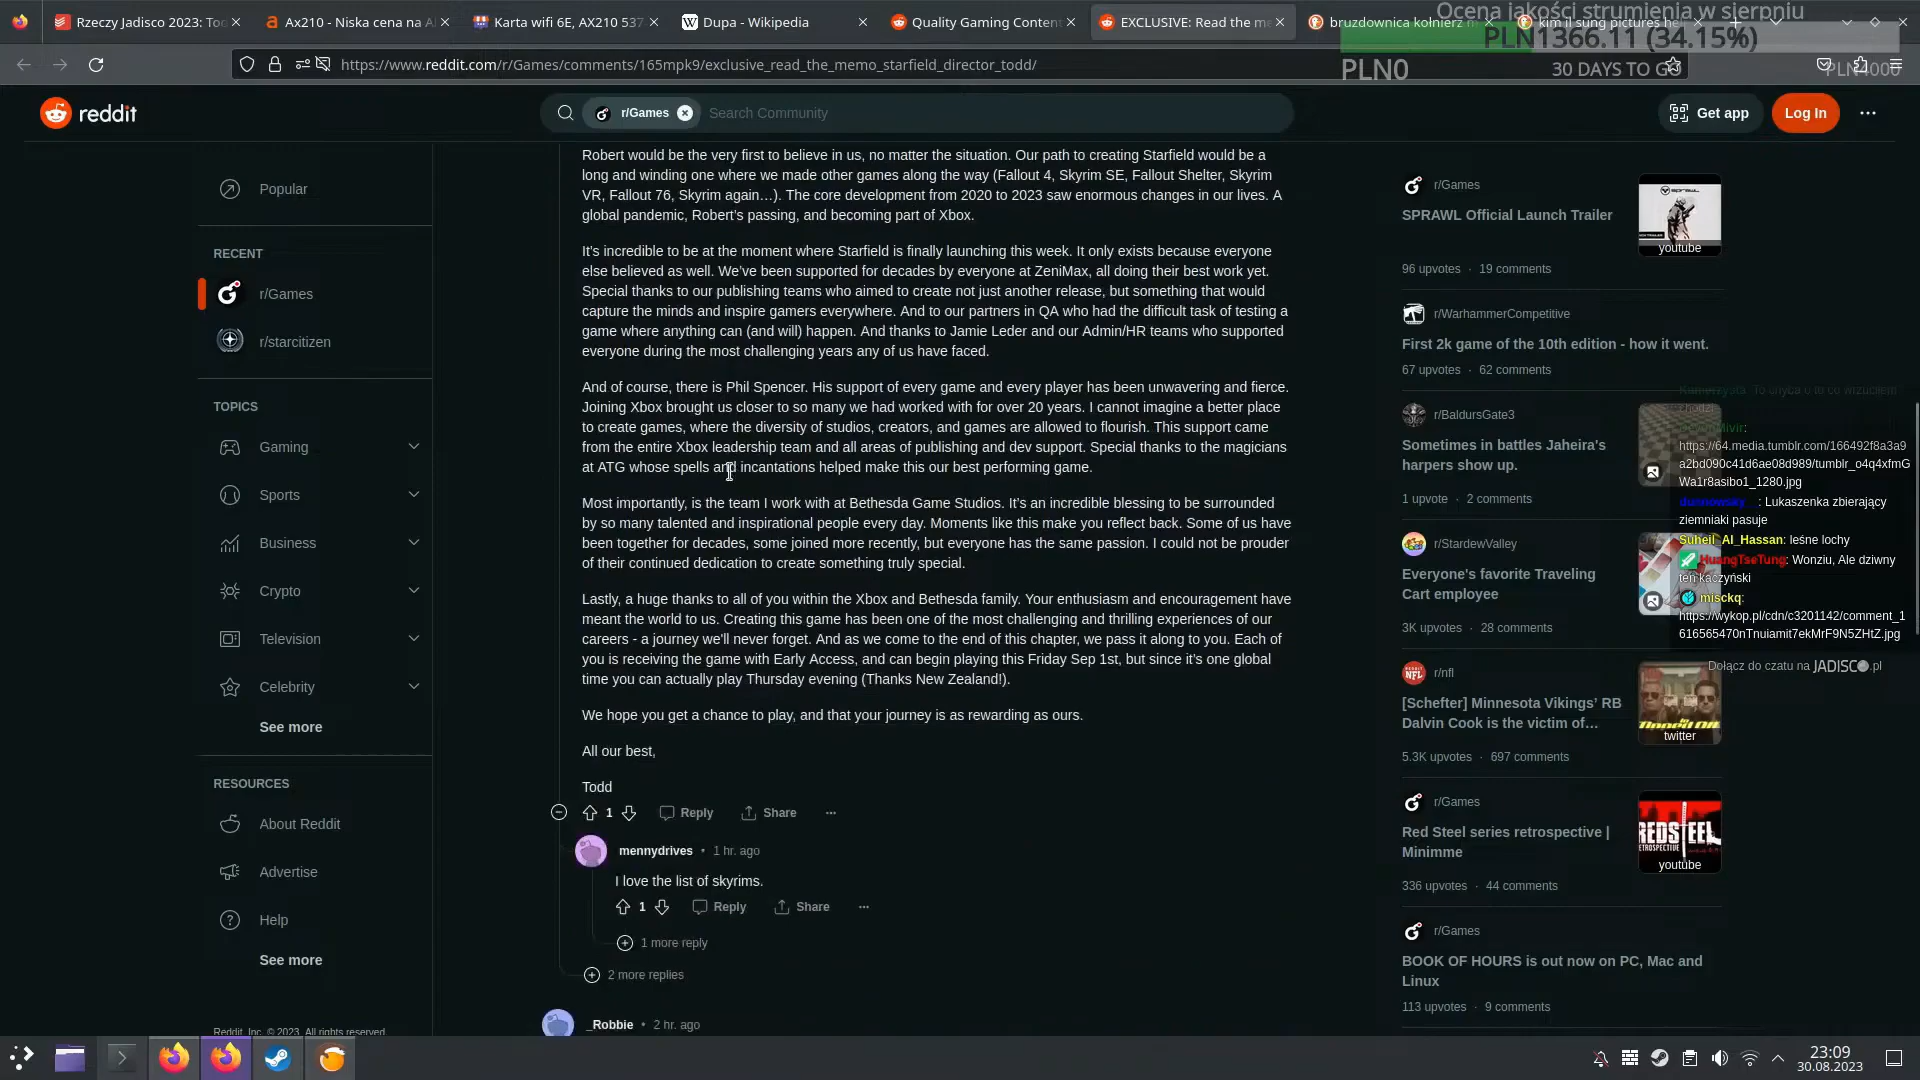 Rzeczy Jadisco 2023: Tod
Ax210 - Niska cena na Al
Karta wifi 6E, AX210 537
Dupa - Wikipedia
Quality Gaming Content
EXCLUSIVE: Read the me
bruzdownica kołnierz
kim il sung pictures he
Ocena jakości strumienia w sierpniu
PLN1366.11 (34.15%)
https://www.reddit.com/r/Games/comments/165mpk9/exclusive_read_the_memo_starfield_director_todd/
PLN0
30 DAYS TO GO
PLN4000
reddit
r/Games
Search Community
Get app
Log In
Popular
RECENT
r/Games
r/starcitizen
TOPICS
Gaming
Sports
Business
Crypto
Television
Celebrity
See more
RESOURCES
About Reddit
Advertise
Help
See more
Reddit, Inc. © 2023. All rights reserved.
Robert would be the very first to believe in us, no matter the situation. Our path to creating Starfield would be a
long and winding one where we made other games along the way (Fallout 4, Skyrim SE, Fallout Shelter, Skyrim
VR, Fallout 76, Skyrim again…). The core development from 2020 to 2023 saw enormous changes in our lives. A
global pandemic, Robert's passing, and becoming part of Xbox.
It's incredible to be at the moment where Starfield is finally launching this week. It only exists because everyone
else believed as well. We've been supported for decades by everyone at ZeniMax, all doing their best work yet.
Special thanks to our publishing teams who aimed to create not just another release, but something that would
capture the minds and inspire gamers everywhere. And to our partners in QA who had the difficult task of testing a
game where anything can (and will) happen. And thanks to Jamie Leder and our Admin/HR teams who supported
everyone during the most challenging years any of us have faced.
And of course, there is Phil Spencer. His support of every game and every player has been unwavering and fierce.
Joining Xbox brought us closer to so many we had worked with for over 20 years. I cannot imagine a better place
to create games, where the diversity of studios, creators, and games are allowed to flourish. This support came
from the entire Xbox leadership team and all areas of publishing and dev support. Special thanks to the magicians
at ATG whose spells and incantations helped make this our best performing game.
Most importantly, is the team I work with at Bethesda Game Studios. It's an incredible blessing to be surrounded
by so many talented and inspirational people every day. Moments like this make you reflect back. Some of us have
been together for decades, some joined more recently, but everyone has the same passion. I could not be prouder
of their continued dedication to create something truly special.
Lastly, a huge thanks to all of you within the Xbox and Bethesda family. Your enthusiasm and encouragement have
meant the world to us. Creating this game has been one of the most challenging and thrilling experiences of our
careers - a journey we'll never forget. And as we come to the end of this chapter, we pass it along to you. Each of
you is receiving the game with Early Access, and can begin playing this Friday Sep 1st, but since it's one global
time you can actually play Thursday evening (Thanks New Zealand!).
We hope you get a chance to play, and that your journey is as rewarding as ours.
All our best,
Todd
1
Reply
Share
mennydrives • 1 hr. ago
I love the list of skyrims.
1
Reply
Share
1 more reply
2 more replies
_Robbie • 2 hr. ago
r/Games
SPRAWL Official Launch Trailer
SPRAWL
youtube
96 upvotes · 19 comments
r/WarhammerCompetitive
First 2k game of the 10th edition - how it went.
67 upvotes · 62 comments
r/BaldursGate3
Sometimes in battles Jaheira's
harpers show up.
1 upvote · 2 comments
r/StardewValley
Everyone's favorite Traveling
Cart employee
3K upvotes · 28 comments
r/nfl
[Schefter] Minnesota Vikings' RB
Dalvin Cook is the victim of…
twitter
5.3K upvotes · 697 comments
r/Games
Red Steel series retrospective |
Minimme
REDSTEEL
RETROSPECTIVE
youtube
336 upvotes · 44 comments
r/Games
BOOK OF HOURS is out now on PC, Mac and
Linux
113 upvotes · 9 comments
https://64.media.tumblr.com/166492f8a3a9
a2bd090c41d6ae08d989/tumblr_o4q4xfmG
Wa1r8asibo1_1280.jpg
: Lukaszenka zbierający
ziemniaki pasuje
Suheil_Al_Hassan: leśne lochy
HuangTseTung: Wonziu, Ale dziwny
ten kaczyński
misckq:
https://wykop.pl/cdn/c3201142/comment_1
616565470nTnuiamit7ekMrF9N5ZHtZ.jpg
Dołącz do czatu na JADISCO.pl
23:09
30.08.2023